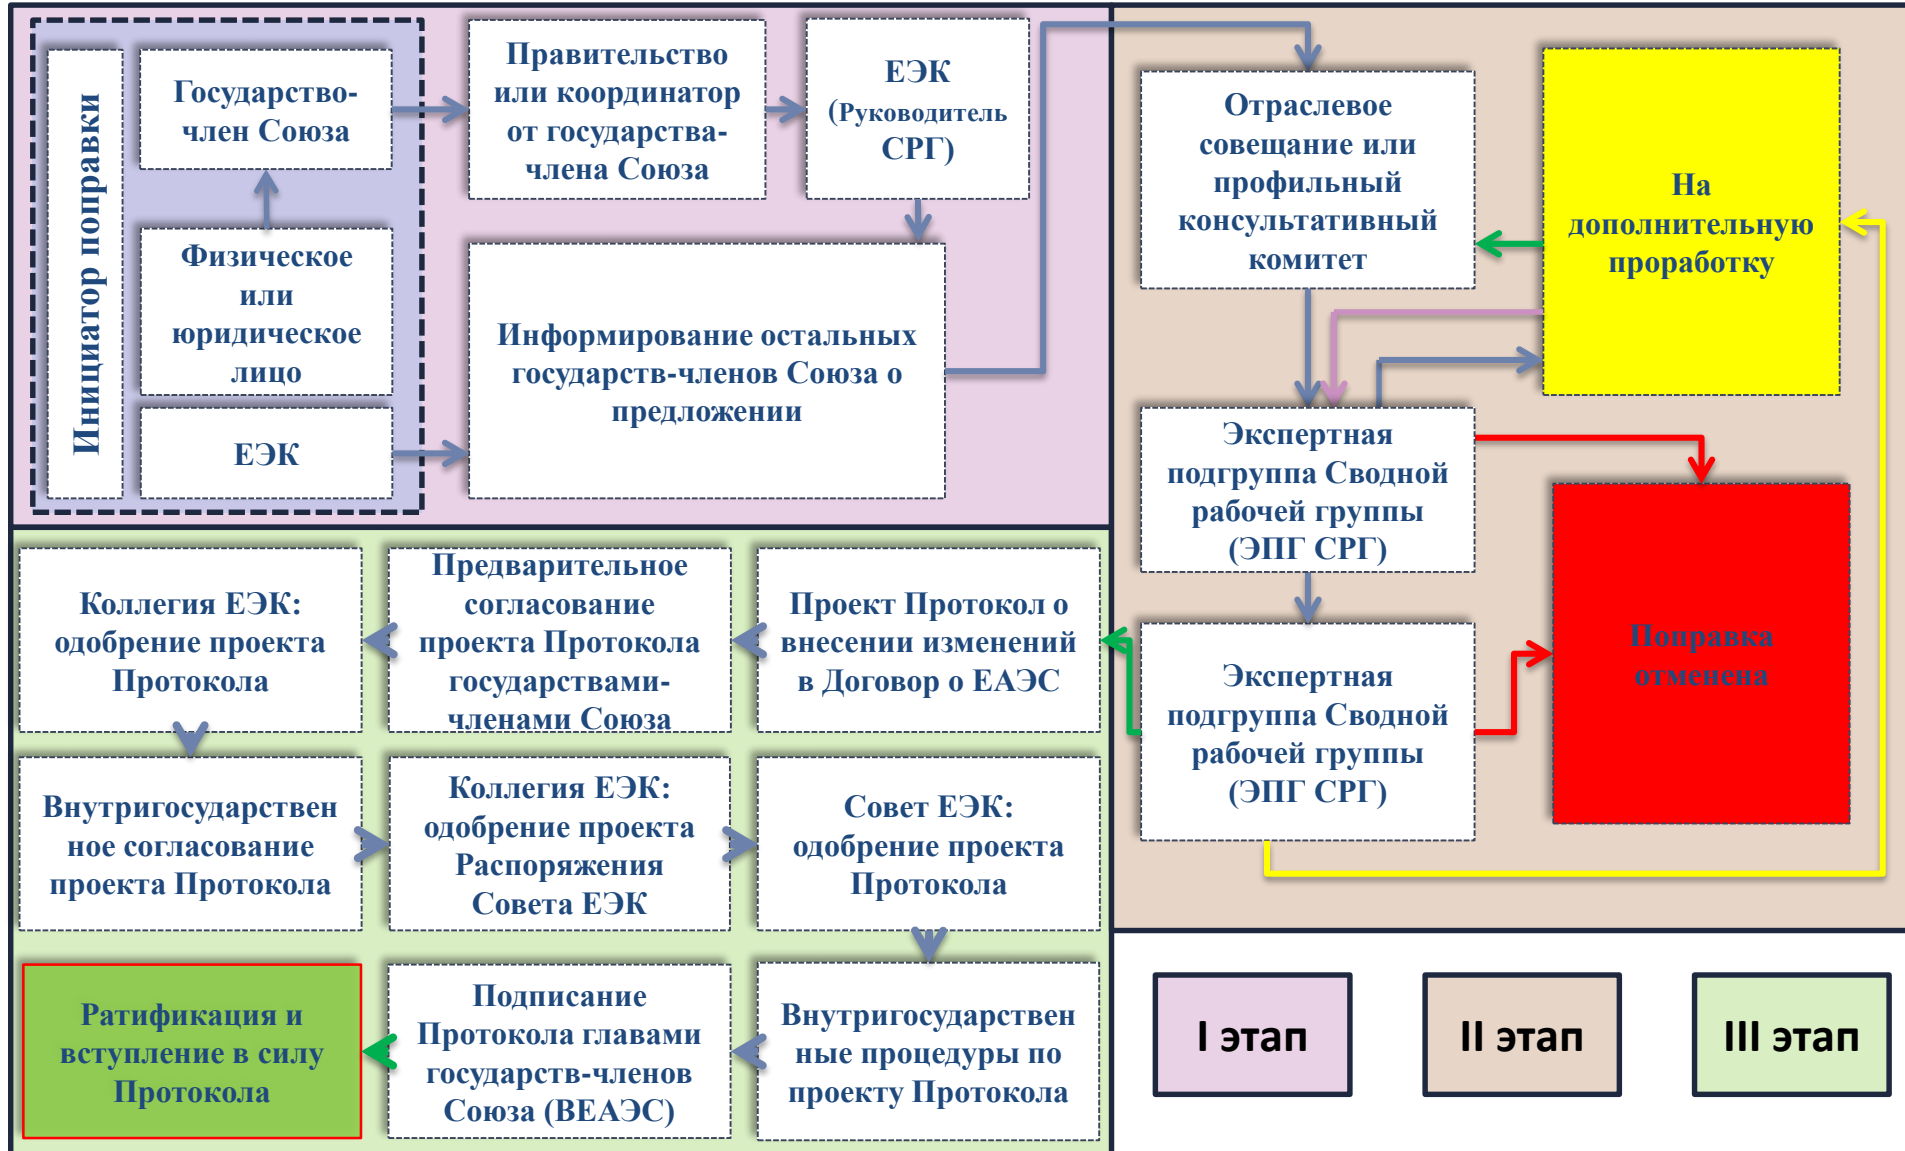 Инициатор поправки
Государство-
член Союза
Физическое
или
юридическое
лицо
ЕЭК
Правительство
или координатор
от государства-
члена Союза
ЕЭК
(Руководитель
СРГ)
Информирование остальных
государств-членов Союза о
предложении
Отраслевое
совещание или
профильный
консультативный
комитет
На
дополнительную
проработку
Экспертная
подгруппа Сводной
рабочей группы
(ЭПГ СРГ)
Поправка
отменена
Экспертная
подгруппа Сводной
рабочей группы
(ЭПГ СРГ)
Коллегия ЕЭК:
одобрение проекта
Протокола
Предварительное
согласование
проекта Протокола
государствами-
членами Союза
Проект Протокол о
внесении изменений
в Договор о ЕАЭС
Внутригосударствен
ное согласование
проекта Протокола
Коллегия ЕЭК:
одобрение проекта
Распоряжения
Совета ЕЭК
Совет ЕЭК:
одобрение проекта
Протокола
Ратификация и
вступление в силу
Протокола
Подписание
Протокола главами
государств-членов
Союза (ВЕАЭС)
Внутригосударствен
ные процедуры по
проекту Протокола
I этап
II этап
III этап